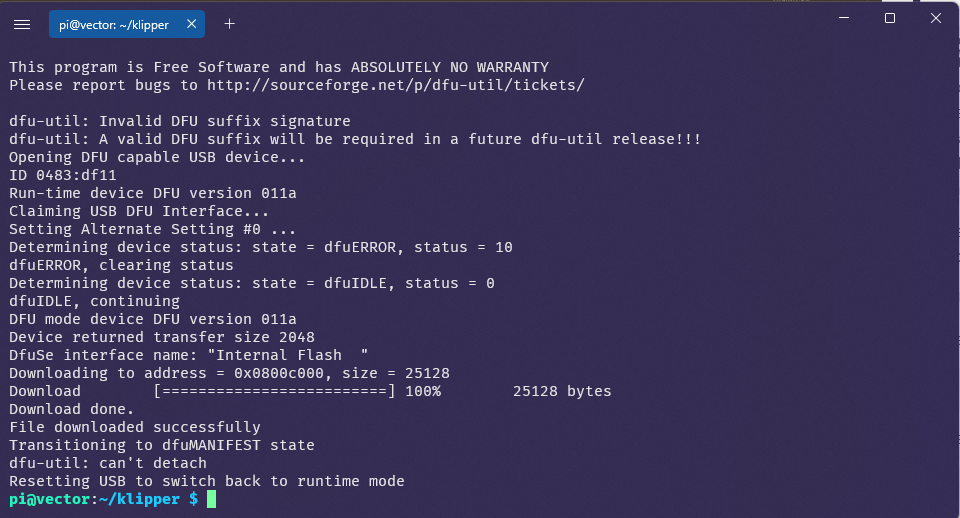 pi@vector: ~/klipper
This program is Free Software and has ABSOLUTELY NO WARRANTY
Please report bugs to http://sourceforge.net/p/dfu-util/tickets/
dfu-util: Invalid DFU suffix signature
dfu-util: A valid DFU suffix will be required in a future dfu-util release!!!
Opening DFU capable USB device...
ID 0483:df11
Run-time device DFU version 011a
Claiming USB DFU Interface...
Setting Alternate Setting #0 ...
Determining device status: state = dfuERROR, status = 10
dfuERROR, clearing status
Determining device status: state = dfuIDLE, status = 0
dfuIDLE, continuing
DFU mode device DFU version 011a
Device returned transfer size 2048
DfuSe interface name: "Internal Flash  "
Downloading to address = 0x0800c000, size = 25128
Download        [=========================] 100%        25128 bytes
Download done.
File downloaded successfully
Transitioning to dfuMANIFEST state
dfu-util: can't detach
Resetting USB to switch back to runtime mode
pi@vector:~/klipper $